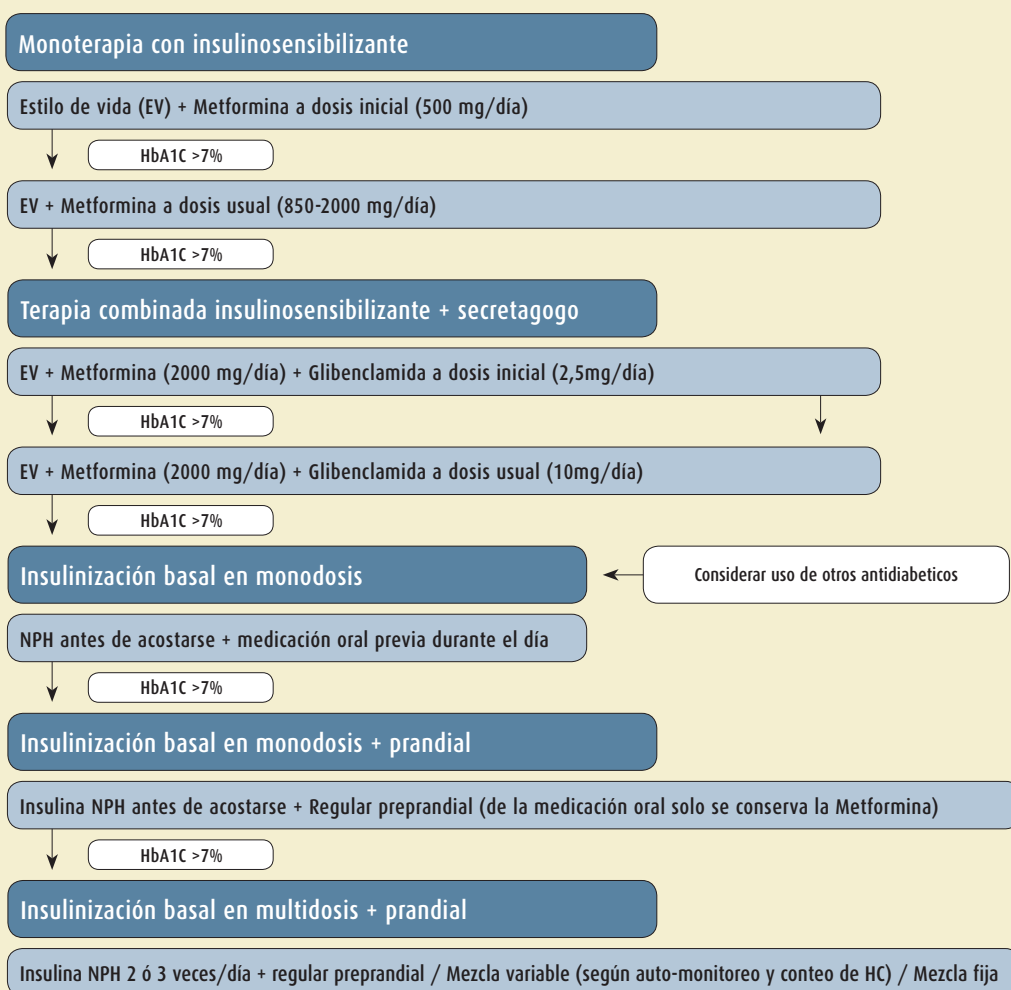 Monoterapia con insulinosensibilizante
Estilo de vida (EV) + Metformina a dosis inicial (500 mg/día)
HbA1C >7%
EV + Metformina a dosis usual (850-2000 mg/día)
HbA1C >7%
Terapia combinada insulinosensibilizante + secretagogo
EV + Metformina (2000 mg/día) + Glibenclamida a dosis inicial (2,5mg/día)
HbA1C >7%
EV + Metformina (2000 mg/día) + Glibenclamida a dosis usual (10mg/día)
HbA1C >7%
Insulinización basal en monodosis
Considerar uso de otros antidiabeticos
NPH antes de acostarse + medicación oral previa durante el día
HbA1C >7%
Insulinización basal en monodosis + prandial
Insulina NPH antes de acostarse + Regular preprandial (de la medicación oral solo se conserva la Metformina)
HbA1C >7%
Insulinización basal en multidosis + prandial
Insulina NPH 2 ó 3 veces/día + regular preprandial / Mezcla variable (según auto-monitoreo y conteo de HC) / Mezcla fija